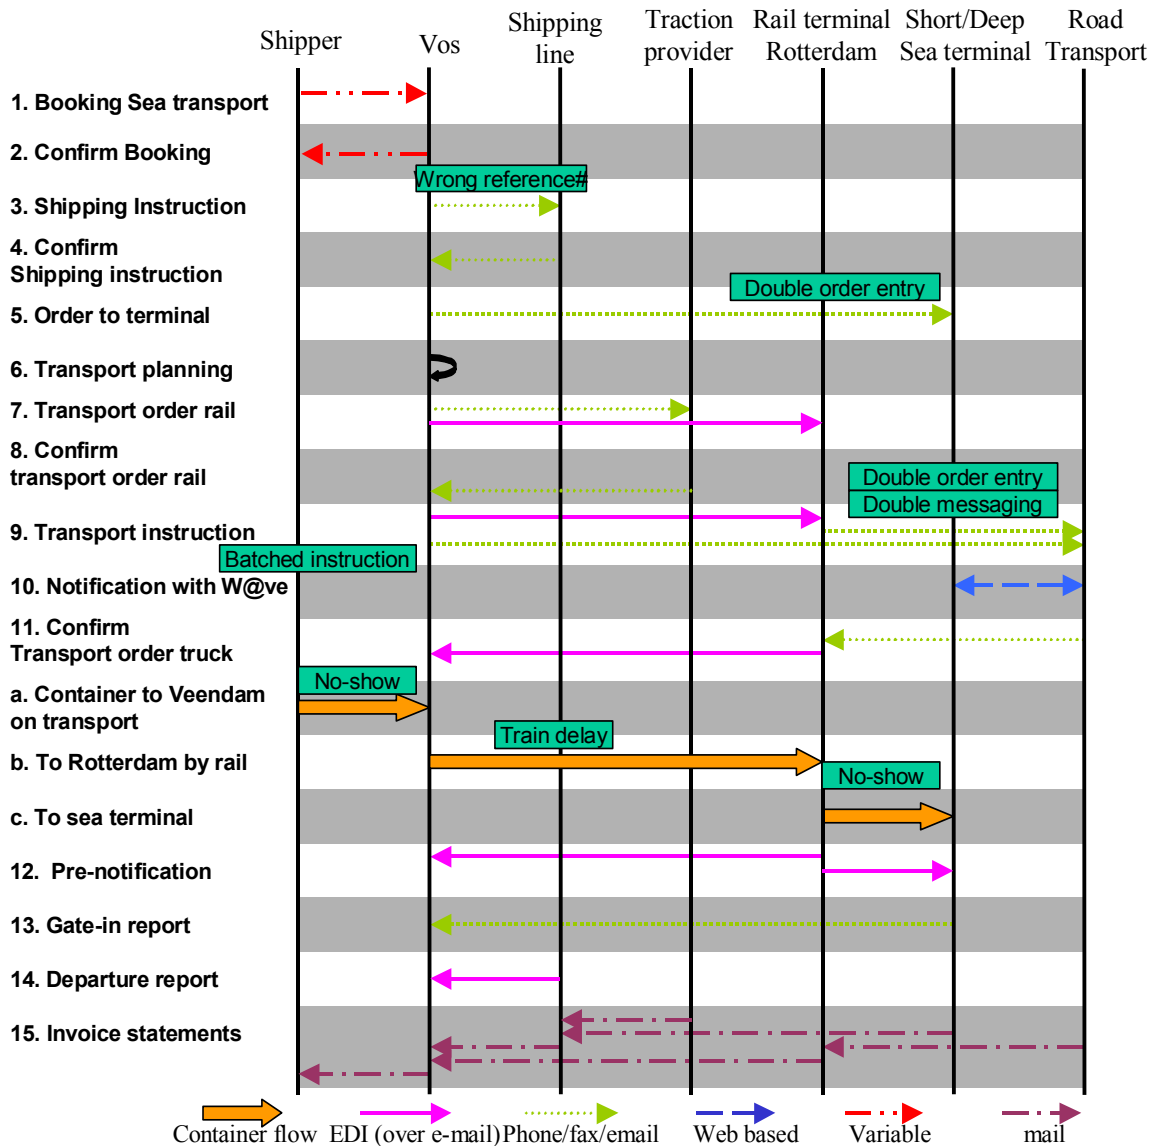 Shipper
Vos
Shipping
line
Traction
provider
Rail terminal
Rotterdam
Short/Deep
Sea terminal
Road
Transport
1. Booking Sea transport
2. Confirm Booking
Wrong reference#
3. Shipping Instruction
4. Confirm
Shipping instruction
Double order entry
5. Order to terminal
6. Transport planning
7. Transport order rail
8. Confirm
transport order rail
Double order entry
Double messaging
9. Transport instruction
Batched instruction
10. Notification with W@ve
11. Confirm
Transport order truck
No-show
a. Container to Veendam
on transport
Train delay
b. To Rotterdam by rail
No-show
c. To sea terminal
12. Pre-notification
13. Gate-in report
14. Departure report
15. Invoice statements
Container flow
EDI (over e-mail)
Phone/fax/email
Web based
Variable
mail